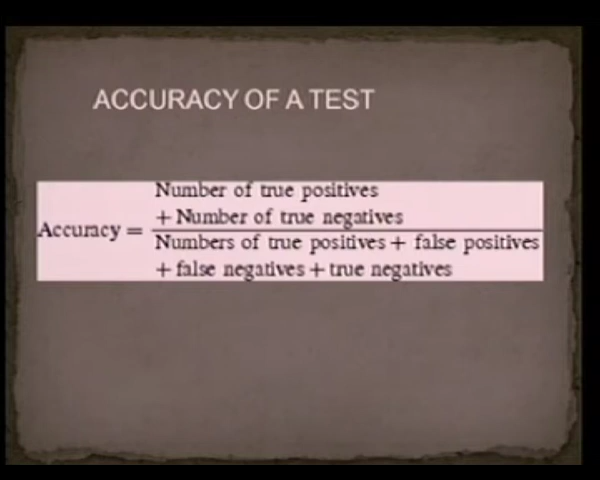 ACCURACY OF A TEST
Number of true positives
+ Number of true negatives
Accuracy =
Numbers of true positives + false positives
+ false negatives + true negatives